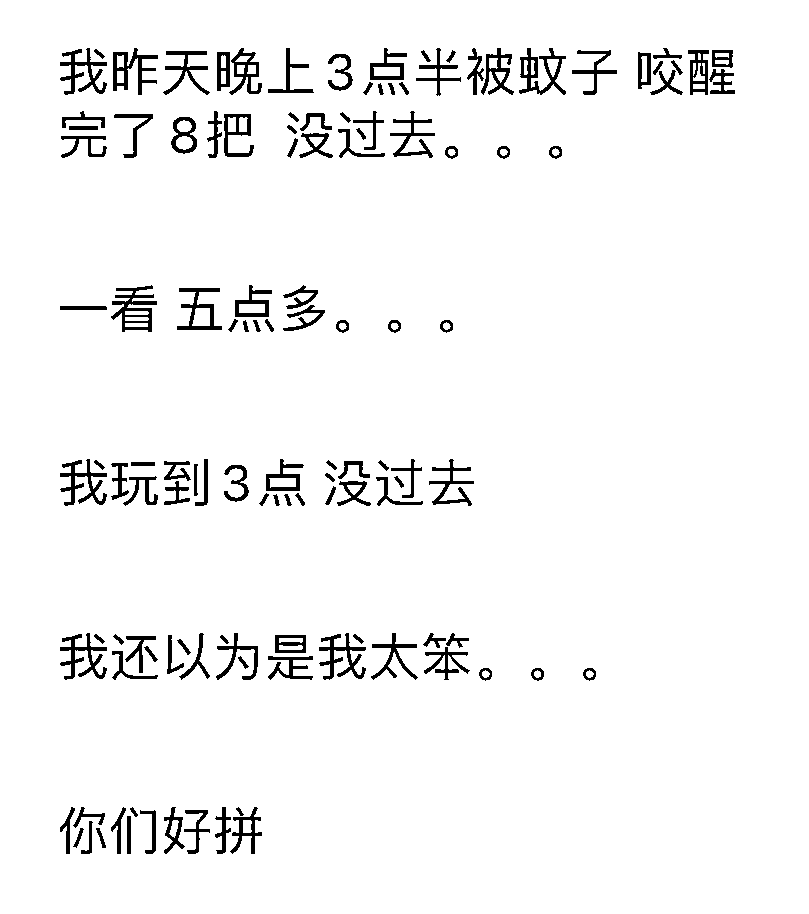 我昨天晚上3点半被蚊子 咬醒
完了8把 没过去。。。
一看 五点多。。。
我玩到3点 没过去
我还以为是我太笨。。。
你们好拼